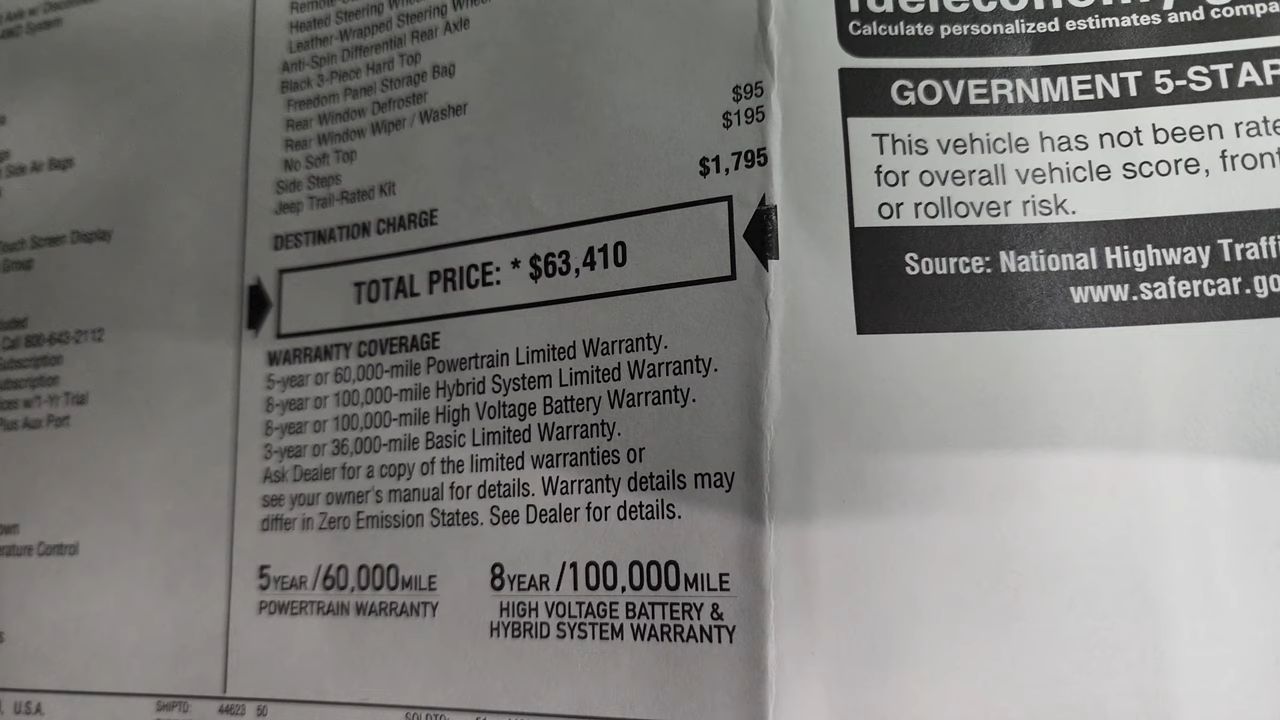 Heated Steering
Leather-Wrapped Steering
Anti-Spin Differential Rear Axle
Black 3-Piece Hard Top
Freedom Panel Storage Bag
Rear Window Defroster
Rear Window Wiper / Washer
No Soft Top
$95
Side Steps
$195
Jeep Trail-Rated Kit
DESTINATION CHARGE
$1,795
TOTAL PRICE: * $63,410
WARRANTY COVERAGE
5-year or 60,000-mile Powertrain Limited Warranty.
8-year or 100,000-mile Hybrid System Limited Warranty.
8-year or 100,000-mile High Voltage Battery Warranty.
3-year or 36,000-mile Basic Limited Warranty.
Ask Dealer for a copy of the limited warranties or
see your owner's manual for details. Warranty details may
differ in Zero Emission States. See Dealer for details.
5YEAR/60,000MILE
POWERTRAIN WARRANTY
8YEAR/100,000MILE
HIGH VOLTAGE BATTERY &
HYBRID SYSTEM WARRANTY
Side Air Bags
Touch Screen Display
Group
Call 800-643-2112
Subscription
w/1-Yr Trial
Plus Aux Port
Control
U.S.A.
SHIPTO: 44623 50
Calculate personalized estimates and
GOVERNMENT 5-STAR
This vehicle has not been
for overall vehicle score,
or rollover risk.
Source: National Highway
www.safercar.go